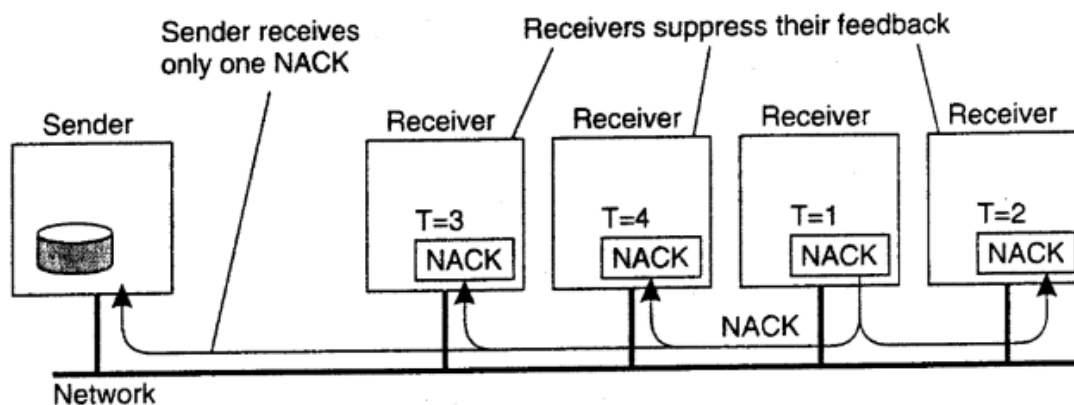 Sender receives
only one NACK
Receivers suppress their feedback
Sender
Receiver
Receiver
Receiver
Receiver
T=3
NACK
T=4
NACK
T=1
NACK
T=2
NACK
NACK
Network